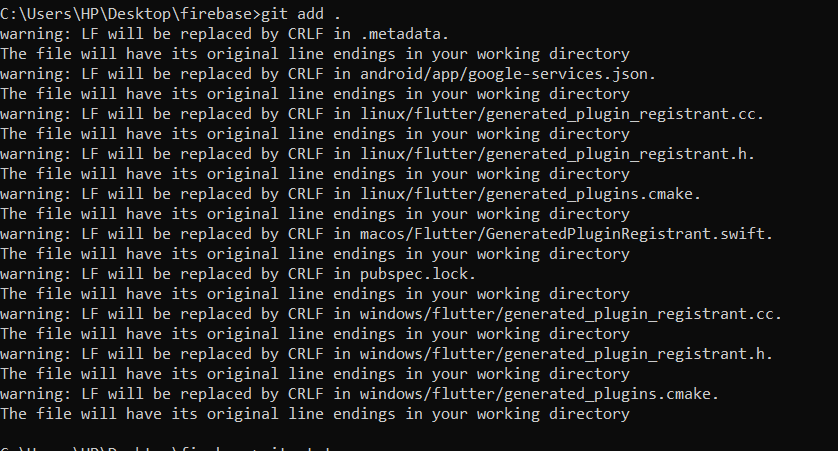 C:\Users\HP\Desktop\firebase>git add .
warning: LF will be replaced by CRLF in .metadata.
The file will have its original line endings in your working directory
warning: LF will be replaced by CRLF in android/app/google-services.json.
The file will have its original line endings in your working directory
warning: LF will be replaced by CRLF in linux/flutter/generated_plugin_registrant.cc.
The file will have its original line endings in your working directory
warning: LF will be replaced by CRLF in linux/flutter/generated_plugin_registrant.h.
The file will have its original line endings in your working directory
warning: LF will be replaced by CRLF in linux/flutter/generated_plugins.cmake.
The file will have its original line endings in your working directory
warning: LF will be replaced by CRLF in macos/Flutter/GeneratedPluginRegistrant.swift.
The file will have its original line endings in your working directory
warning: LF will be replaced by CRLF in pubspec.lock.
The file will have its original line endings in your working directory
warning: LF will be replaced by CRLF in windows/flutter/generated_plugin_registrant.cc.
The file will have its original line endings in your working directory
warning: LF will be replaced by CRLF in windows/flutter/generated_plugin_registrant.h.
The file will have its original line endings in your working directory
warning: LF will be replaced by CRLF in windows/flutter/generated_plugins.cmake.
The file will have its original line endings in your working directory